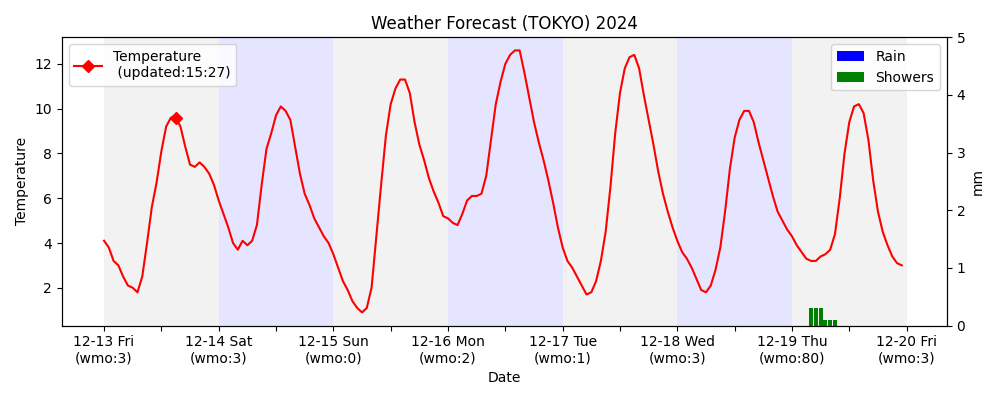 Weather Forecast (TOKYO) 2024
Temperature
(updated:15:27)
Rain
Showers
Temperature
12
10
8
6
4
2
5
4
3
2
1
0
mm
12-13 Fri
(wmo:3)
12-14 Sat
(wmo:3)
12-15 Sun
(wmo:0)
12-16 Mon
(wmo:2)
12-17 Tue
(wmo:1)
12-18 Wed
(wmo:3)
12-19 Thu
(wmo:80)
12-20 Fri
(wmo:3)
Date